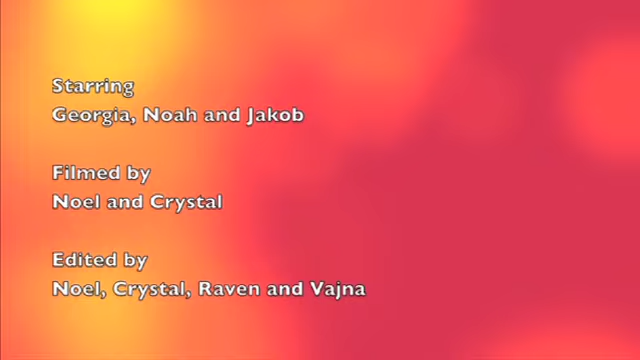 Starring
Georgia, Noah and Jakob
Filmed by
Noel and Crystal
Edited by
Noel, Crystal, Raven and Vajna